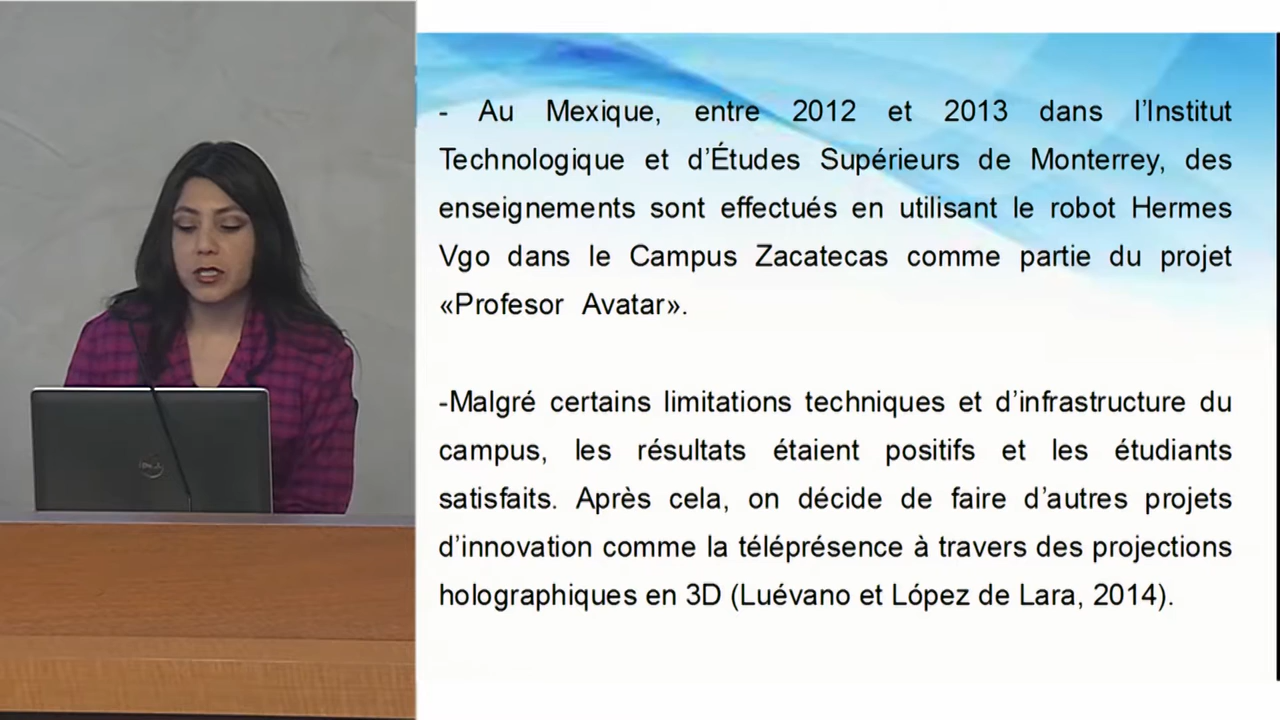 - Au Mexique, entre 2012 et 2013 dans l’Institut
Technologique et d’Études Supérieurs de Monterrey, des
enseignements sont effectués en utilisant le robot Hermes
Vgo dans le Campus Zacatecas comme partie du projet
«Profesor Avatar».
-Malgré certains limitations techniques et d’infrastructure du
campus, les résultats étaient positifs et les étudiants
satisfaits. Après cela, on décide de faire d’autres projets
d’innovation comme la téléprésence à travers des projections
holographiques en 3D (Luévano et López de Lara, 2014).
DELL